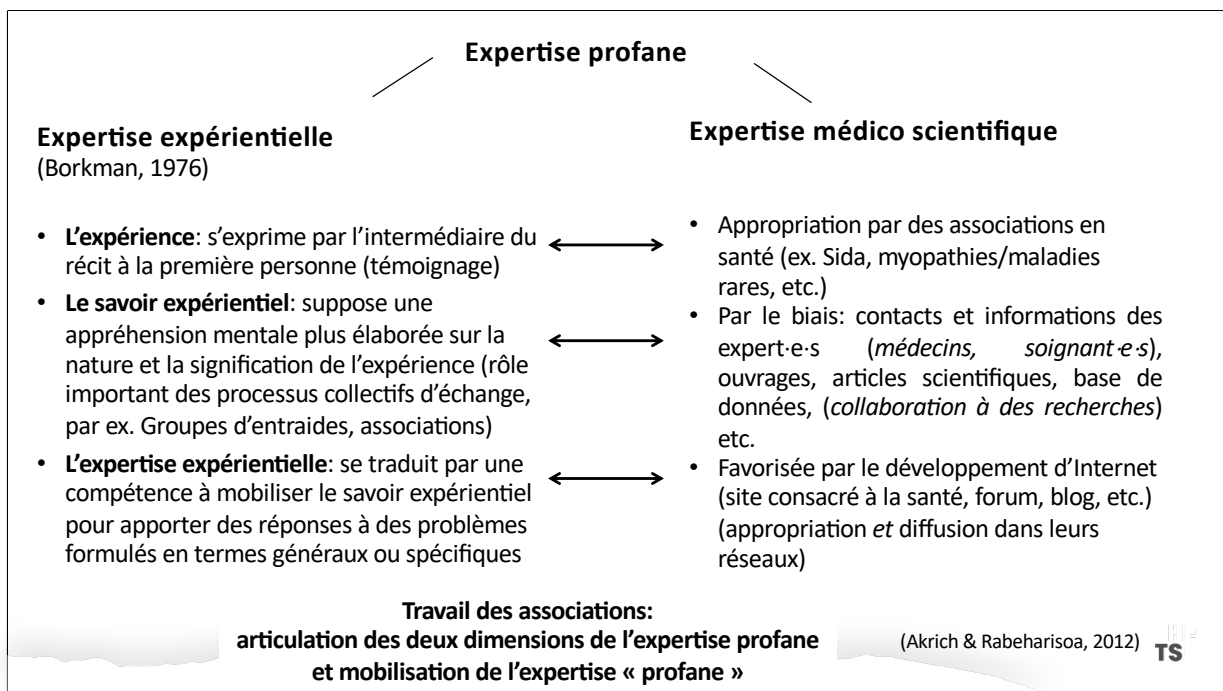 Expertise profane
Expertise expérientielle
(Borkman, 1976)
• L'expérience: s'exprime par l'intermédiaire du
récit à la première personne (témoignage)
• Le savoir expérientiel: suppose une
appréhension mentale plus élaborée sur la
nature et la signification de l'expérience (rôle
important des processus collectifs d'échange,
par ex. Groupes d'entraides, associations)
• L'expertise expérientielle: se traduit par une
compétence à mobiliser le savoir expérientiel
pour apporter des réponses à des problèmes
formulés en termes généraux ou spécifiques
Expertise médico scientifique
• Appropriation par des associations en
santé (ex. Sida, myopathies/maladies
rares, etc.)
• Par le biais: contacts et informations des
expert·e·s (médecins, soignant·e·s),
ouvrages, articles scientifiques, base de
données, (collaboration à des recherches)
etc.
• Favorisée par le développement d'Internet
(site consacré à la santé, forum, blog, etc.)
(appropriation et diffusion dans leurs
réseaux)
Travail des associations:
articulation des deux dimensions de l'expertise profane
et mobilisation de l'expertise « profane »
(Akrich & Rabeharisoa, 2012)
TS